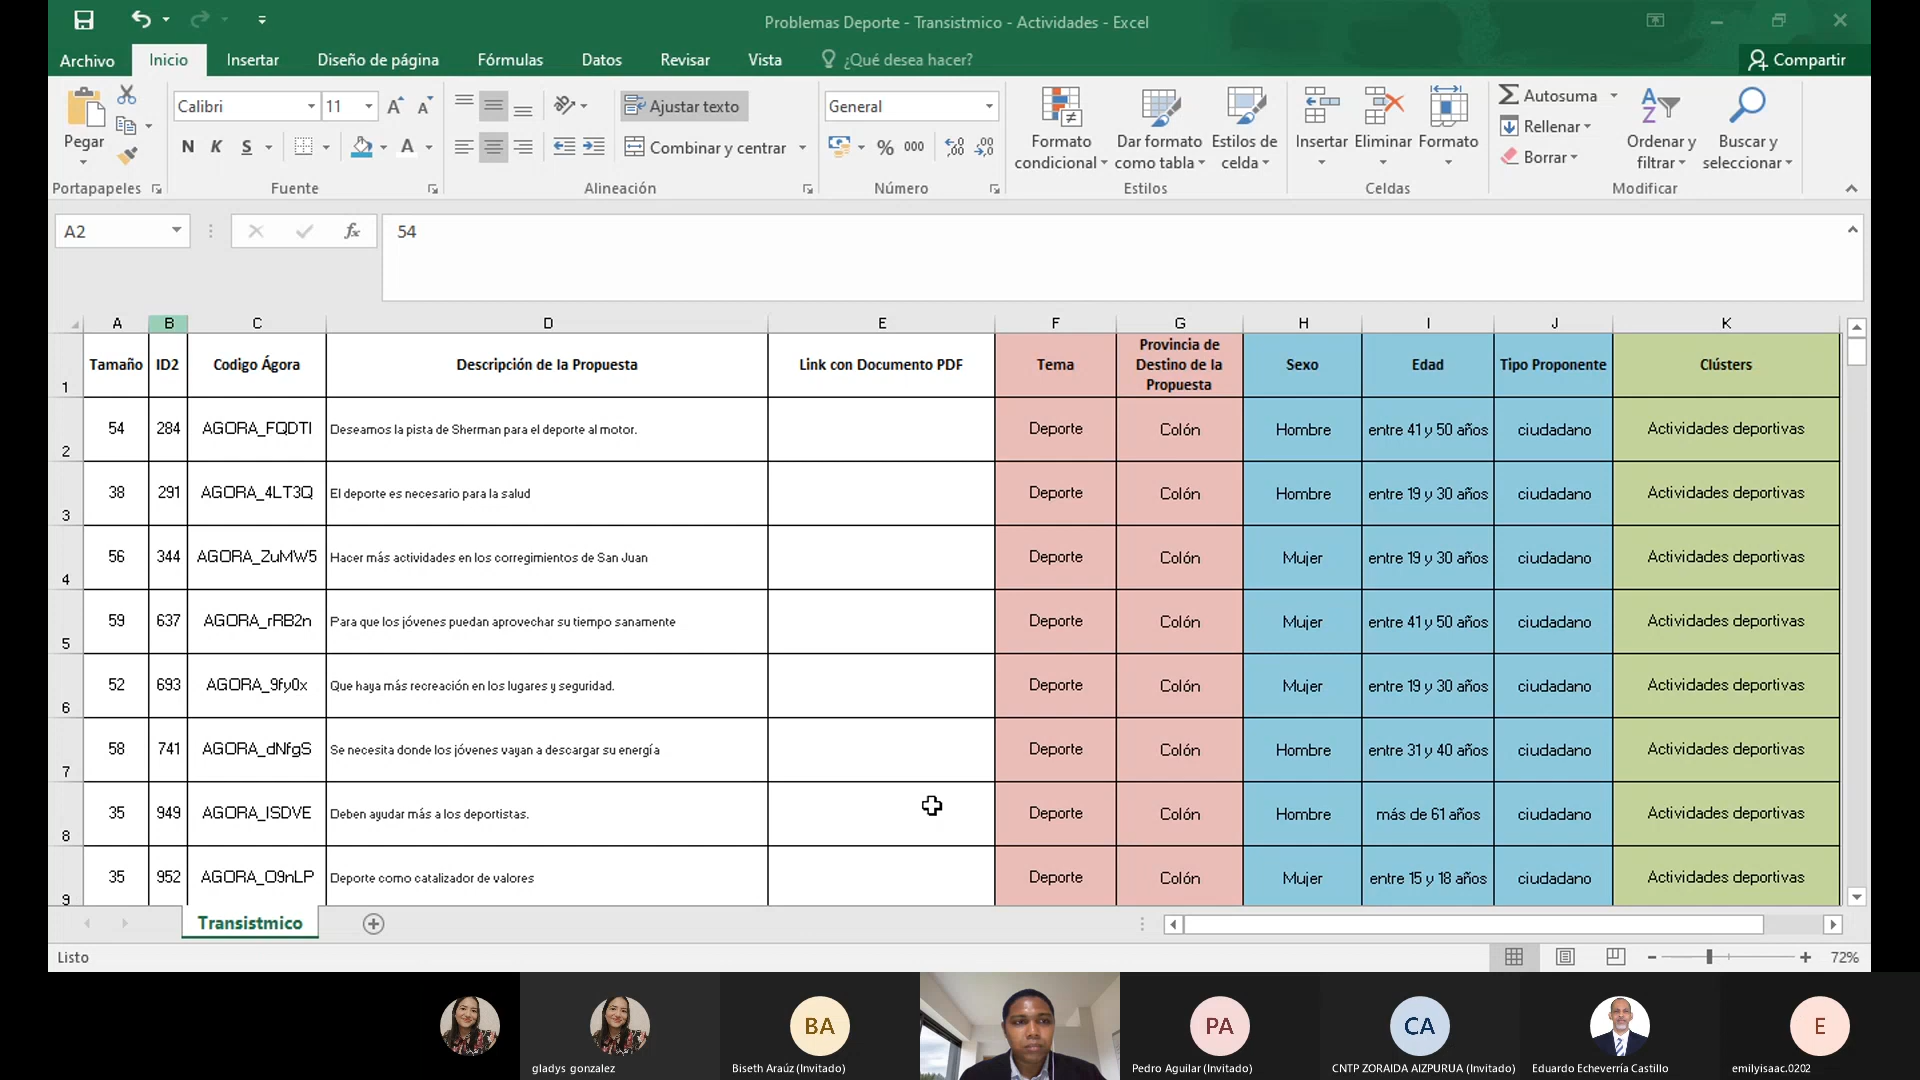 Problemas Deporte - Transistmico - Actividades - Excel
Archivo Inicio Insertar Diseño de página Fórmulas Datos Revisar Vista ¿Qué desea hacer? Compartir
Pegar
Portapapeles
Calibri 11
N K S A
Fuente
Ajustar texto
Combinar y centrar
Alineación
General
% 000
Número
Formato condicional
Dar formato como tabla
Estilos de celda
Estilos
Insertar Eliminar Formato
Celdas
Autosuma
Rellenar
Borrar
Ordenar y filtrar
Buscar y seleccionar
Modificar
A2 fx 54
A B C D E F G H I J K
1 Tamaño ID2 Codigo Ágora Descripción de la Propuesta Link con Documento PDF Tema Provincia de Destino de la Propuesta Sexo Edad Tipo Proponente Clústers
2 54 284 AGORA_FQDTI Deseamos la pista de Sherman para el deporte al motor. Deporte Colón Hombre entre 41 y 50 años ciudadano Actividades deportivas
3 38 291 AGORA_4LT3Q El deporte es necesario para la salud Deporte Colón Hombre entre 19 y 30 años ciudadano Actividades deportivas
4 56 344 AGORA_ZuMW5 Hacer más actividades en los corregimientos de San Juan Deporte Colón Mujer entre 19 y 30 años ciudadano Actividades deportivas
5 59 637 AGORA_rRB2n Para que los jóvenes puedan aprovechar su tiempo sanamente Deporte Colón Mujer entre 41 y 50 años ciudadano Actividades deportivas
6 52 693 AGORA_9fy0x Que haya más recreación en los lugares y seguridad. Deporte Colón Mujer entre 19 y 30 años ciudadano Actividades deportivas
7 58 741 AGORA_dNfgS Se necesita donde los jóvenes vayan a descargar su energía Deporte Colón Hombre entre 31 y 40 años ciudadano Actividades deportivas
8 35 949 AGORA_ISDVE Deben ayudar más a los deportistas. Deporte Colón Hombre más de 61 años ciudadano Actividades deportivas
9 35 952 AGORA_O9nLP Deporte como catalizador de valores Deporte Colón Mujer entre 15 y 18 años ciudadano Actividades deportivas
Transistmico
Listo 72%
BA PA CA E
gladys gonzalez Biseth Araúz (Invitado) Pedro Aguilar (Invitado) CNTP ZORAIDA AIZPURUA (Invitado) Eduardo Echeverría Castillo emilyisaac.0202